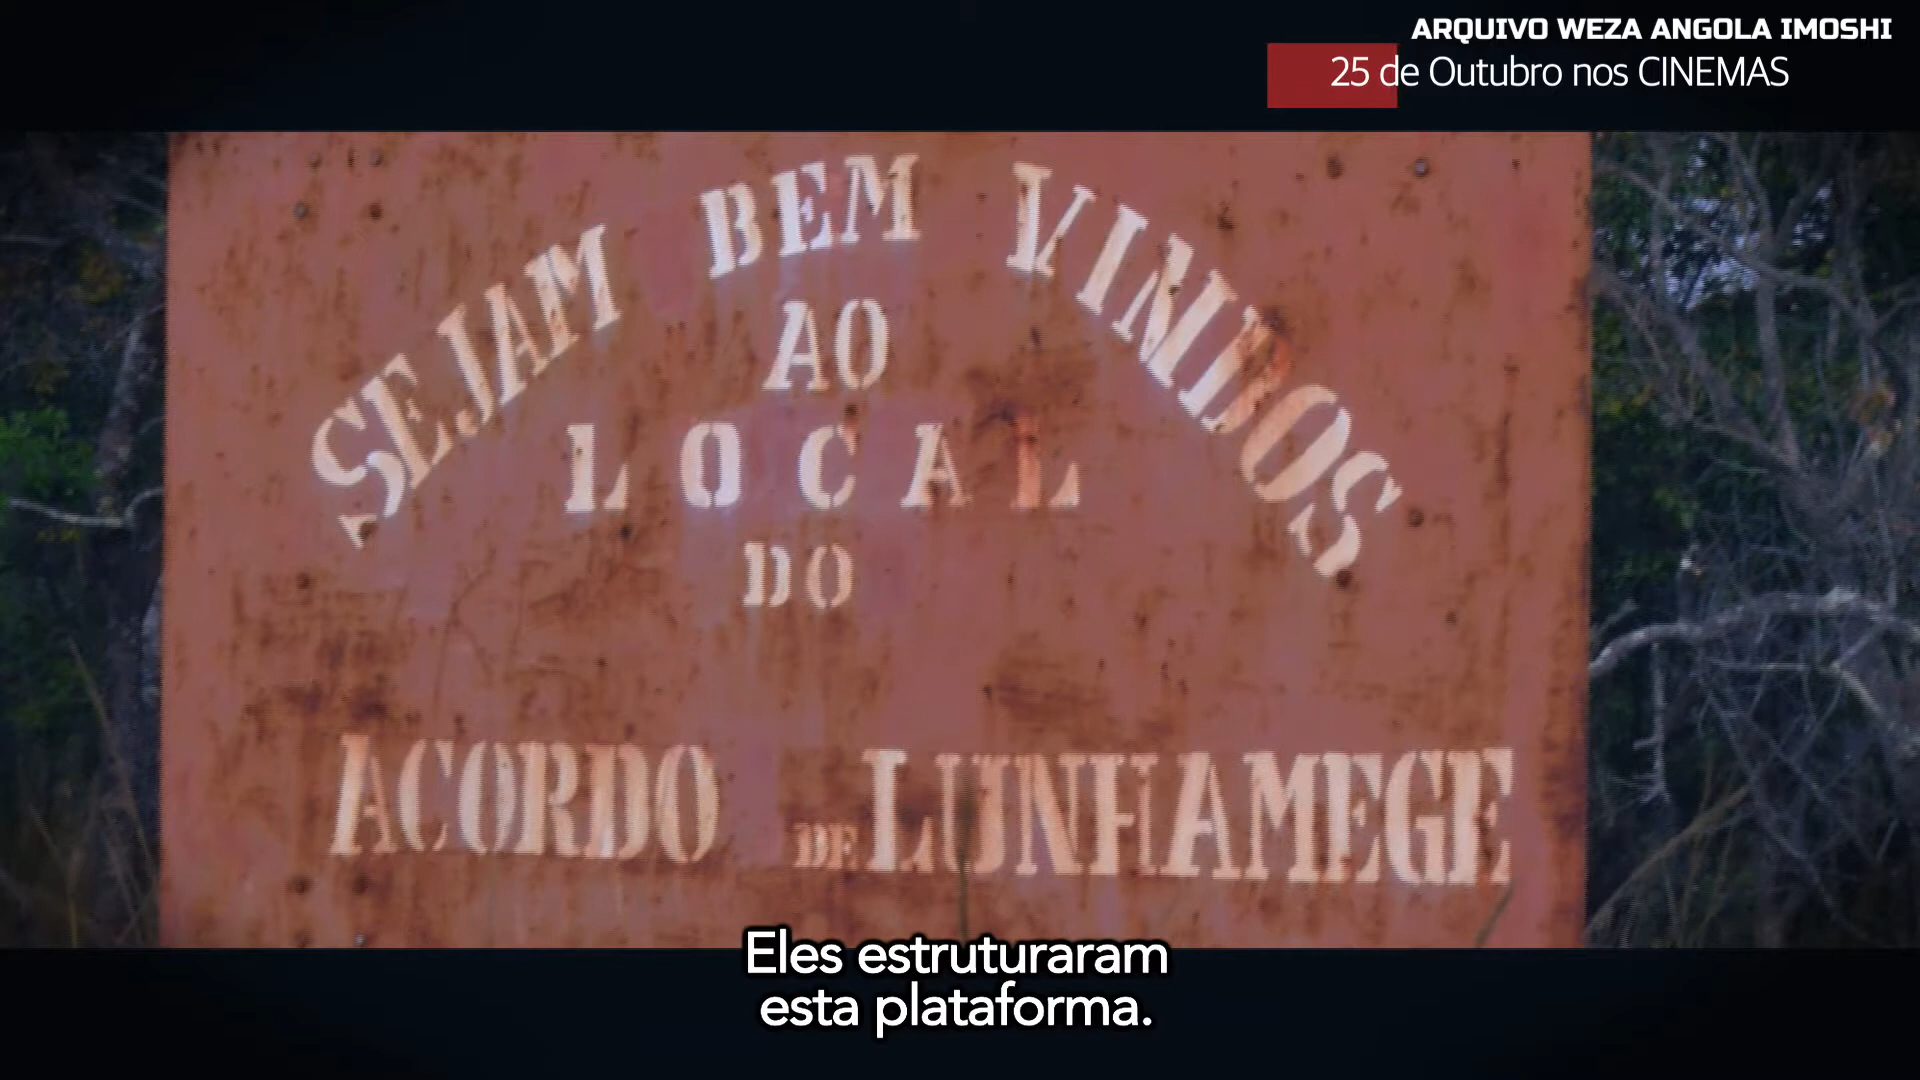 ARQUIVO WEZA ANGOLA IMOSHI
25 de Outubro nos CINEMAS
SEJAM BEM VINDOS
AO
LOCAL
DO
ACORDO DE LUNHAMEGE
Eles estruturaram
esta plataforma.